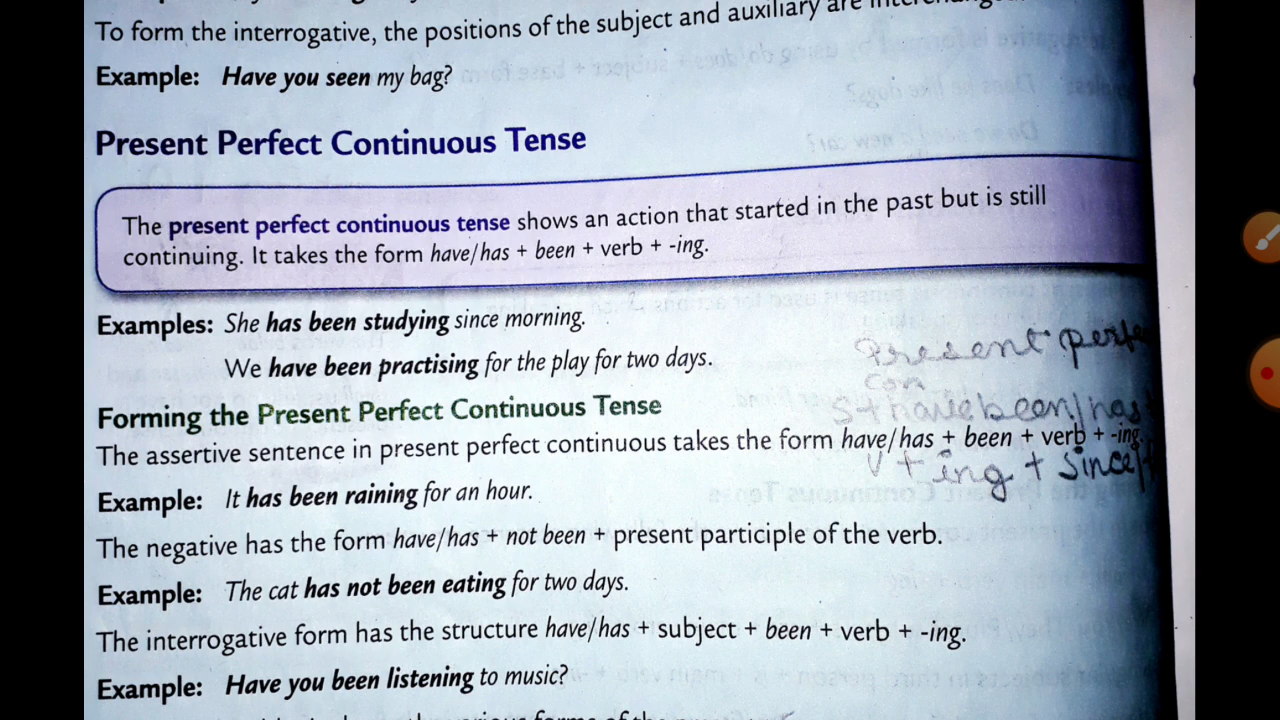 To form the interrogative, the positions of the subject and auxiliary are
Example: Have you seen my bag?
Present Perfect Continuous Tense
The present perfect continuous tense shows an action that started in the past but is still
continuing. It takes the form have/has + been + verb + -ing.
Examples: She has been studying since morning.
We have been practising for the play for two days.
Present
con
Forming the Present Perfect Continuous Tense
S + have been/has
The assertive sentence in present perfect continuous takes the form have/has + been + verb + -ing.
V + ing + since/
Example: It has been raining for an hour.
The negative has the form have/has + not been + present participle of the verb.
Example: The cat has not been eating for two days.
The interrogative form has the structure have/has + subject + been + verb + -ing.
Example: Have you been listening to music?